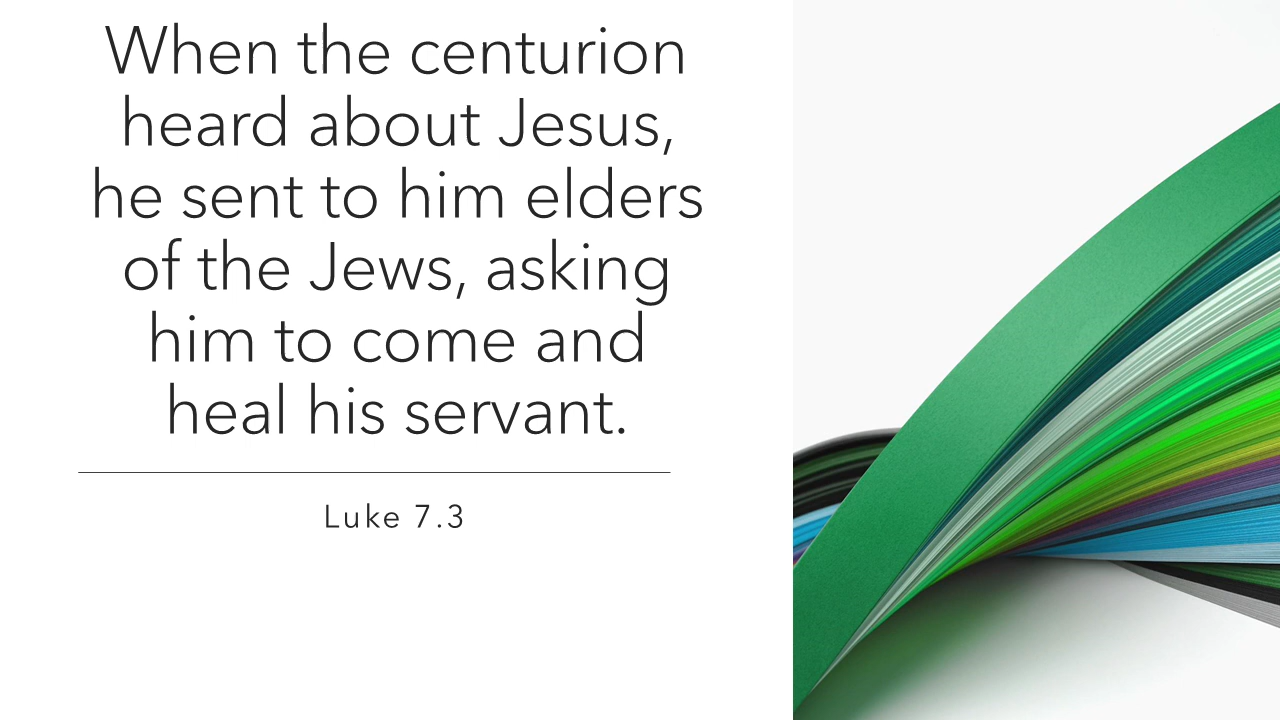 When the centurion
heard about Jesus,
he sent to him elders
of the Jews, asking
him to come and
heal his servant.
Luke 7.3